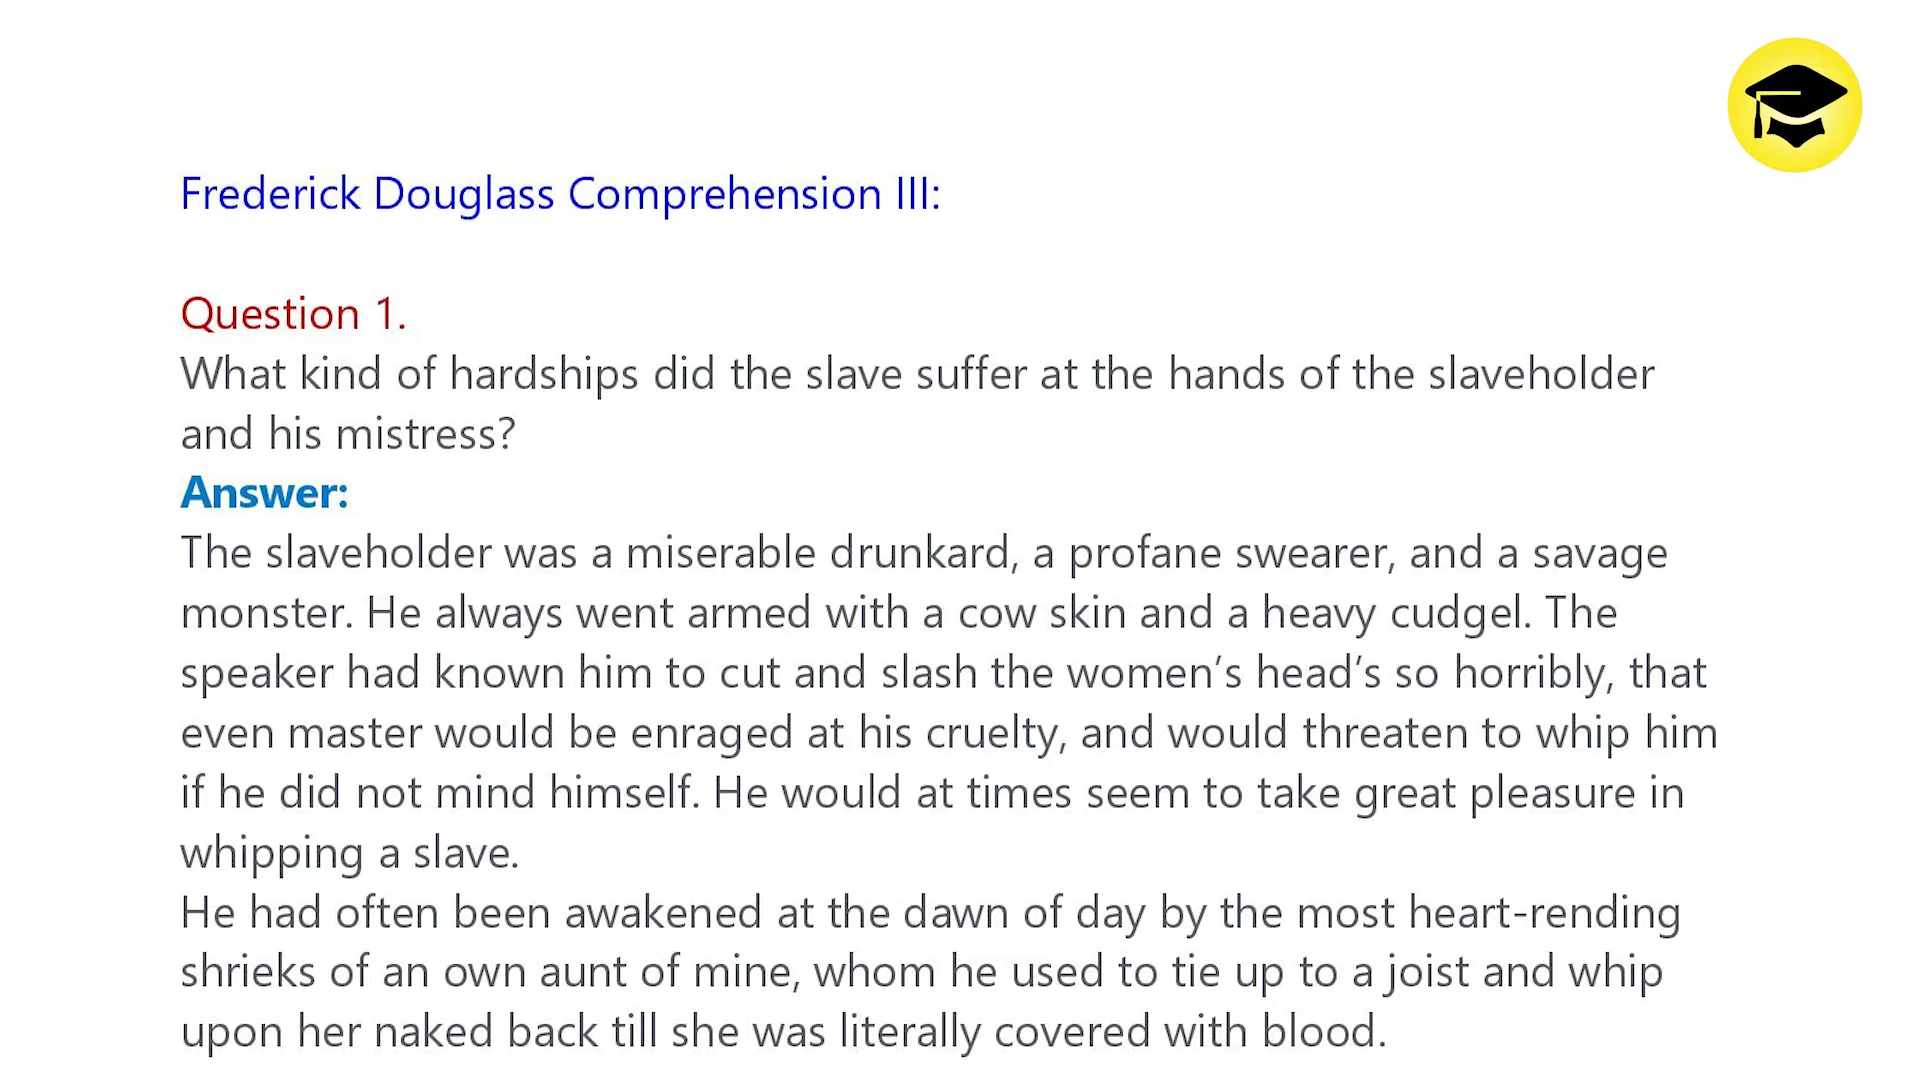 Frederick Douglass Comprehension III:
Question 1.
What kind of hardships did the slave suffer at the hands of the slaveholder
and his mistress?
Answer:
The slaveholder was a miserable drunkard, a profane swearer, and a savage
monster. He always went armed with a cow skin and a heavy cudgel. The
speaker had known him to cut and slash the women’s head’s so horribly, that
even master would be enraged at his cruelty, and would threaten to whip him
if he did not mind himself. He would at times seem to take great pleasure in
whipping a slave.
He had often been awakened at the dawn of day by the most heart-rending
shrieks of an own aunt of mine, whom he used to tie up to a joist and whip
upon her naked back till she was literally covered with blood.